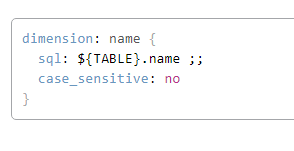 dimension: name {
  sql: ${TABLE}.name ;;
  case_sensitive: no
}